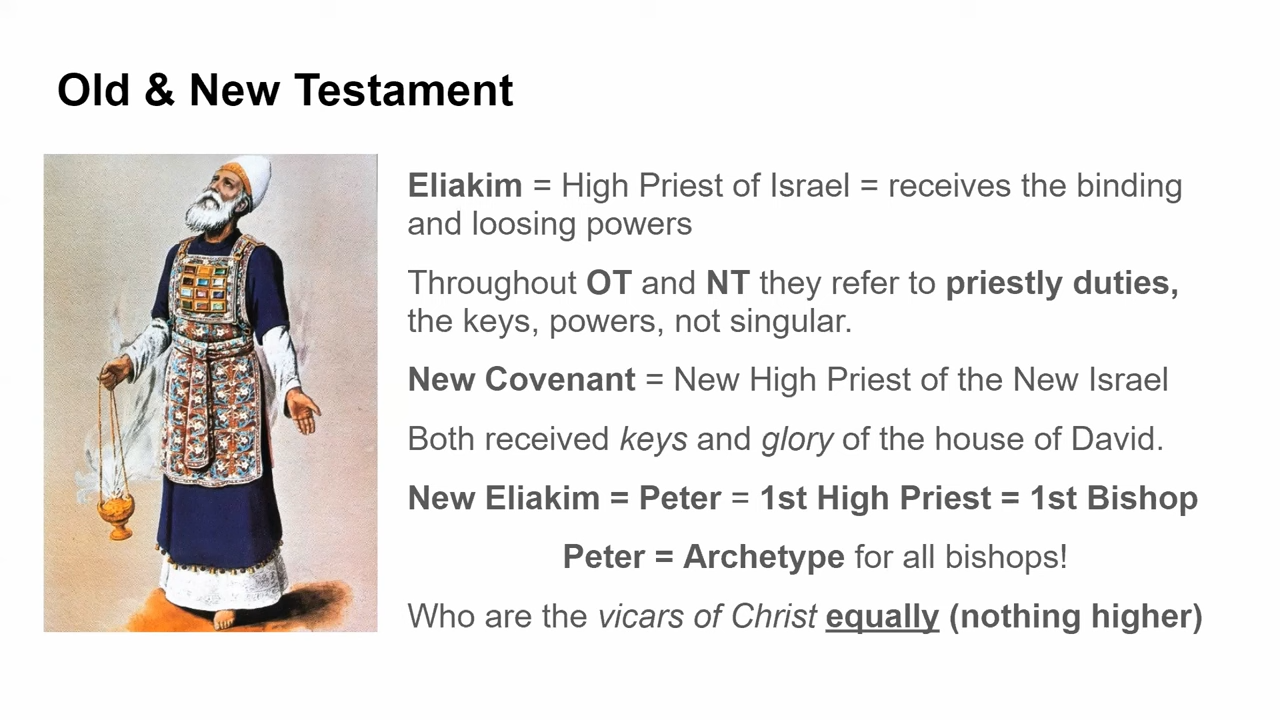 Old & New Testament
Eliakim = High Priest of Israel = receives the binding
and loosing powers
Throughout OT and NT they refer to priestly duties,
the keys, powers, not singular.
New Covenant = New High Priest of the New Israel
Both received keys and glory of the house of David.
New Eliakim = Peter = 1st High Priest = 1st Bishop
Peter = Archetype for all bishops!
Who are the vicars of Christ equally (nothing higher)